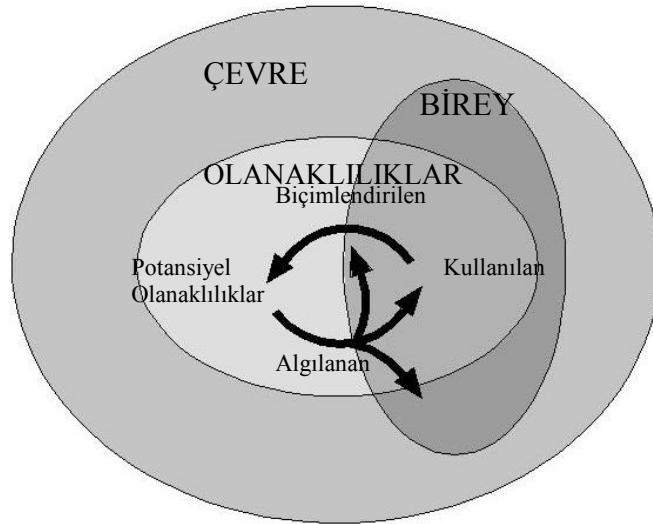 ÇEVRE
BİREY
OLANAKLILIKLAR
Biçimlendirilen
Potansiyel
Olanaklılıklar
Kullanılan
Algılanan